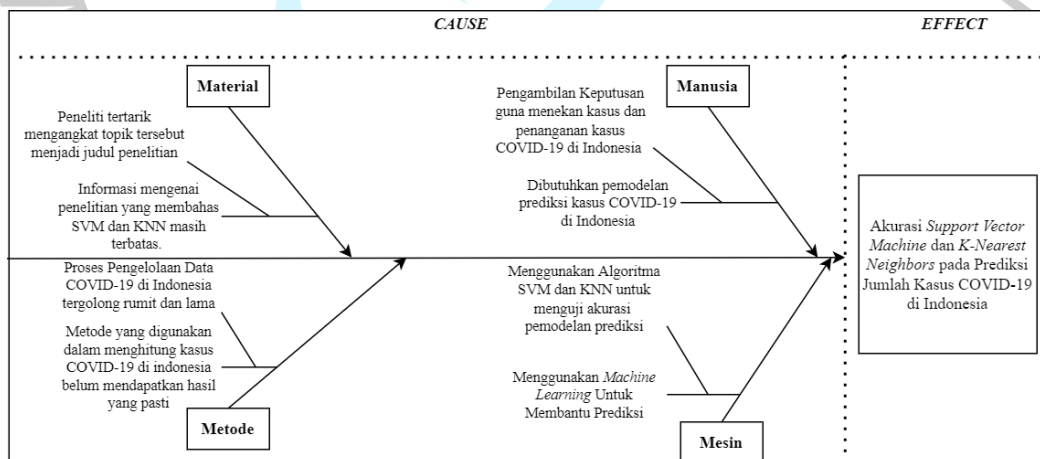 CAUSE
EFFECT
Material
Peneliti tertarik
mengangkat topik tersebut
menjadi judul penelitian
Informasi mengenai
penelitian yang membahas
SVM dan KNN masih
terbatas.
Manusia
Pengambilan Keputusan
guna menekan kasus dan
penanganan kasus
COVID-19 di Indonesia
Dibutuhkan pemodelan
prediksi kasus COVID-19
di Indonesia
Proses Pengelolaan Data
COVID-19 di Indonesia
tergolong rumit dan lama
Metode yang digunakan
dalam menghitung kasus
COVID-19 di indonesia
belum mendapatkan hasil
yang pasti
Metode
Menggunakan Algoritma
SVM dan KNN untuk
menguji akurasi
pemodelan prediksi
Menggunakan Machine
Learning Untuk
Membantu Prediksi
Mesin
Akurasi Support Vector
Machine dan K-Nearest
Neighbors pada Prediksi
Jumlah Kasus COVID-19
di Indonesia